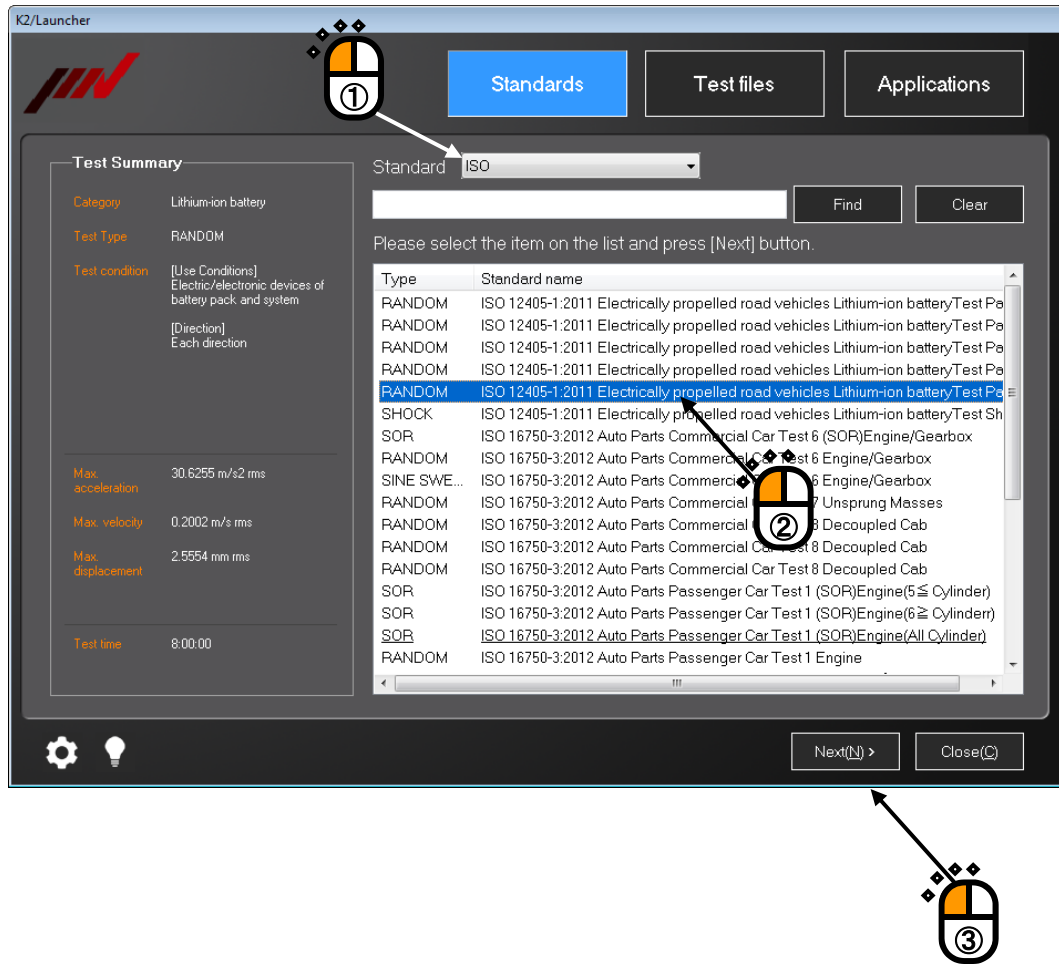 K2/Launcher
①
Standards
Test files
Applications
Test Summary
Category Lithium-ion battery
Test Type RANDOM
Test condition [Use Conditions]
Electric/electronic devices of
battery pack and system
[Direction]
Each direction
Max.
acceleration
30.6255 m/s2 rms
Max. velocity 0.2002 m/s rms
Max.
displacement
2.5554 mm rms
Test time 8:00:00
Standard ISO
Find
Clear
Please select the item on the list and press [Next] button.
Type Standard name
RANDOM ISO 12405-1:2011 Electrically propelled road vehicles Lithium-ion batteryTest Pa
RANDOM ISO 12405-1:2011 Electrically propelled road vehicles Lithium-ion batteryTest Pa
RANDOM ISO 12405-1:2011 Electrically propelled road vehicles Lithium-ion batteryTest Pa
RANDOM ISO 12405-1:2011 Electrically propelled road vehicles Lithium-ion batteryTest Pa
RANDOM ISO 12405-1:2011 Electrically propelled road vehicles Lithium-ion batteryTest Pa
SHOCK ISO 12405-1:2011 Electrically propelled road vehicles Lithium-ion batteryTest Sh
SOR ISO 16750-3:2012 Auto Parts Commercial Car Test 6 (SOR)Engine/Gearbox
RANDOM ISO 16750-3:2012 Auto Parts Commercial Car Test 6 Engine/Gearbox
SINE SWE... ISO 16750-3:2012 Auto Parts Commercial 6 Engine/Gearbox
RANDOM ISO 16750-3:2012 Auto Parts Commercial 7 Unsprung Masses
RANDOM ISO 16750-3:2012 Auto Parts Commercial 8 Decoupled Cab
RANDOM ISO 16750-3:2012 Auto Parts Commercial Car Test 8 Decoupled Cab
RANDOM ISO 16750-3:2012 Auto Parts Commercial Car Test 8 Decoupled Cab
SOR ISO 16750-3:2012 Auto Parts Passenger Car Test 1 (SOR)Engine(5≦ Cylinder)
SOR ISO 16750-3:2012 Auto Parts Passenger Car Test 1 (SOR)Engine(6≧ Cylinderr)
SOR ISO 16750-3:2012 Auto Parts Passenger Car Test 1 (SOR)Engine(All Cylinder)
RANDOM ISO 16750-3:2012 Auto Parts Passenger Car Test 1 Engine
②
Next(N) >
Close(C)
③